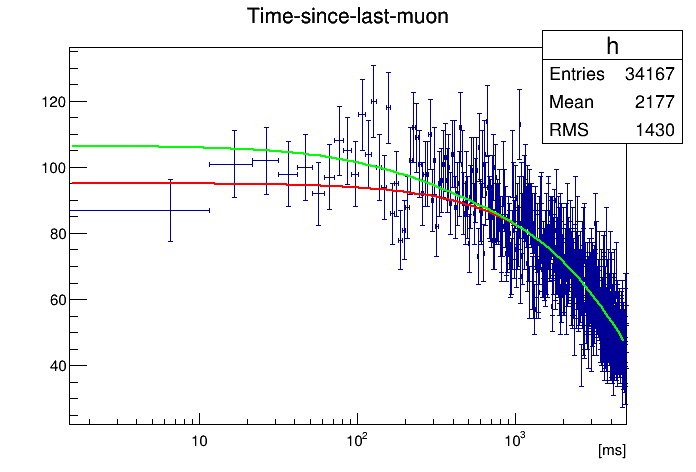 Time-since-last-muon
h
Entries 34167
Mean 2177
RMS 1430
120
100
80
60
40
10
10²
10³
[ms]